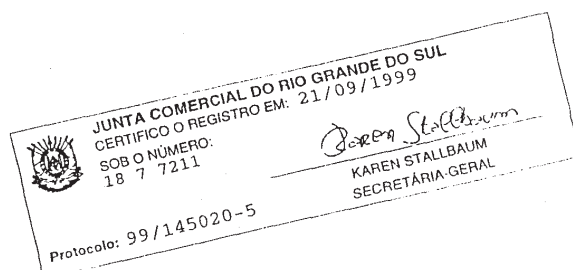 JUNTA COMERCIAL DO RIO GRANDE DO SUL
CERTIFICO O REGISTRO EM: 21/09/1999
SOB O NÚMERO:
18 7 7211
Karen Stallbaum
KAREN STALLBAUM
SECRETÁRIA-GERAL
Protocolo: 99/145020-5